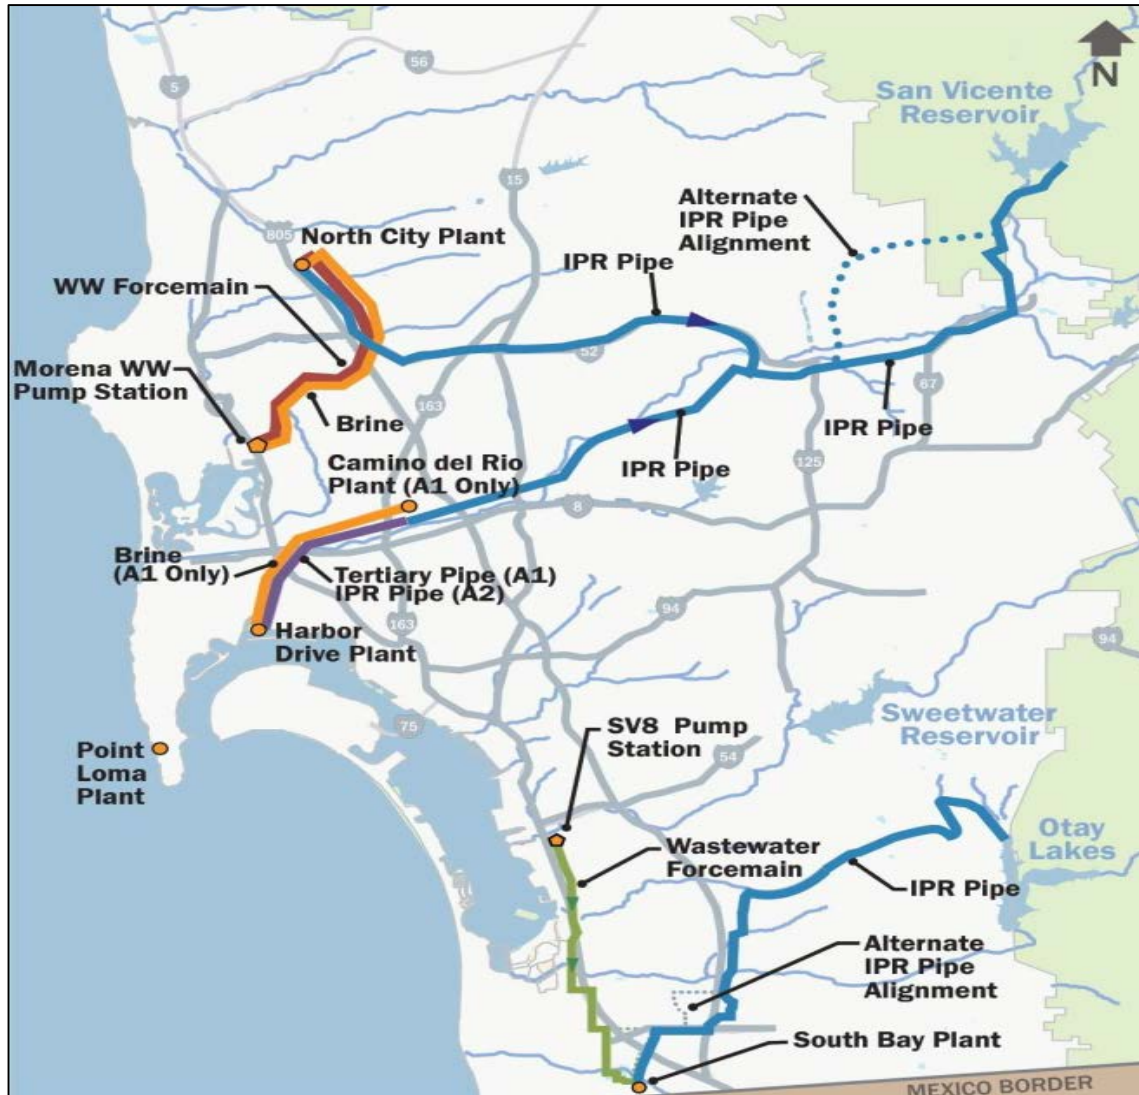 N
San Vicente
Reservoir
56
5
15
805
Alternate
IPR Pipe
Alignment
North City Plant
IPR Pipe
WW Forcemain
52
Morena WW
Pump Station
67
163
Brine
IPR Pipe
IPR Pipe
125
Camino del Rio
Plant (A1 Only)
8
Brine
(A1 Only)
Tertiary Pipe (A1)
IPR Pipe (A2)
94
163
94
Harbor
Drive Plant
75
SV8 Pump
Station
Sweetwater
Reservoir
54
Point
Loma
Plant
Otay
Lakes
Wastewater
Forcemain
IPR Pipe
Alternate
IPR Pipe
Alignment
South Bay Plant
MEXICO BORDER